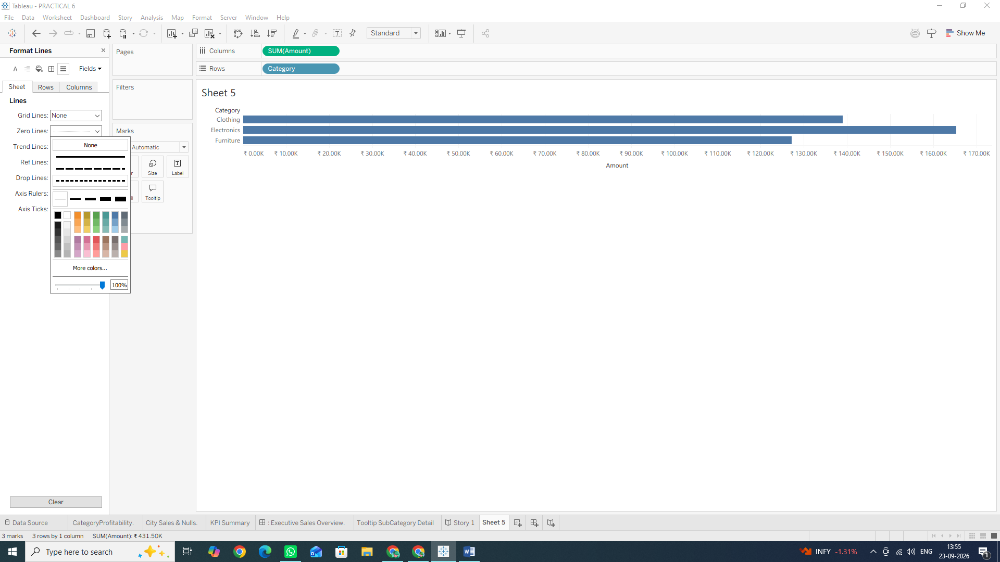 Tableau - PRACTICAL 6
File Data Worksheet Dashboard Story Analysis Map Format Server Window Help
Standard
Show Me
Format Lines
Fields
Sheet Rows Columns
Lines
Grid Lines: None
Zero Lines:
None
Trend Lines:
Ref Lines:
Drop Lines:
Axis Rulers:
Axis Ticks:
More colors...
100%
Clear
Pages
Filters
Marks
Automatic
Size
Label
Tooltip
Columns SUM(Amount)
Rows Category
Sheet 5
Category
Clothing
Electronics
Furniture
₹ 0.00K ₹ 10.00K ₹ 20.00K ₹ 30.00K ₹ 40.00K ₹ 50.00K ₹ 60.00K ₹ 70.00K ₹ 80.00K ₹ 90.00K ₹ 100.00K ₹ 110.00K ₹ 120.00K ₹ 130.00K ₹ 140.00K ₹ 150.00K ₹ 160.00K ₹ 170.00K
Amount
Data Source CategoryProfitability. City Sales & Nulls. KPI Summary : Executive Sales Overview. Tooltip SubCategory Detail Story 1 Sheet 5
3 marks 3 rows by 1 column SUM(Amount): ₹ 431.50K
Type here to search
INFY -1.31%
ENG
13:55
23-09-2026
1